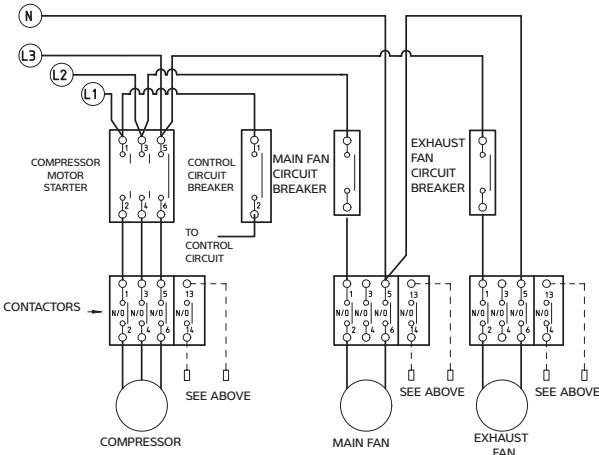 N
L3
L2
L1
1 3 5
1
COMPRESSOR
MOTOR
STARTER
CONTROL
CIRCUIT
BREAKER
MAIN FAN
CIRCUIT
BREAKER
EXHAUST
FAN
CIRCUIT
BREAKER
2 4 6
2
TO
CONTROL
CIRCUIT
CONTACTORS
1 3 5 13
N/O N/O N/O N/O
2 4 6 14
1 3 5 13
N/O N/O N/O N/O
2 4 6 14
1 3 5 13
N/O N/O N/O N/O
2 4 6 14
SEE ABOVE
SEE ABOVE
SEE ABOVE
COMPRESSOR
MAIN FAN
EXHAUST
FAN